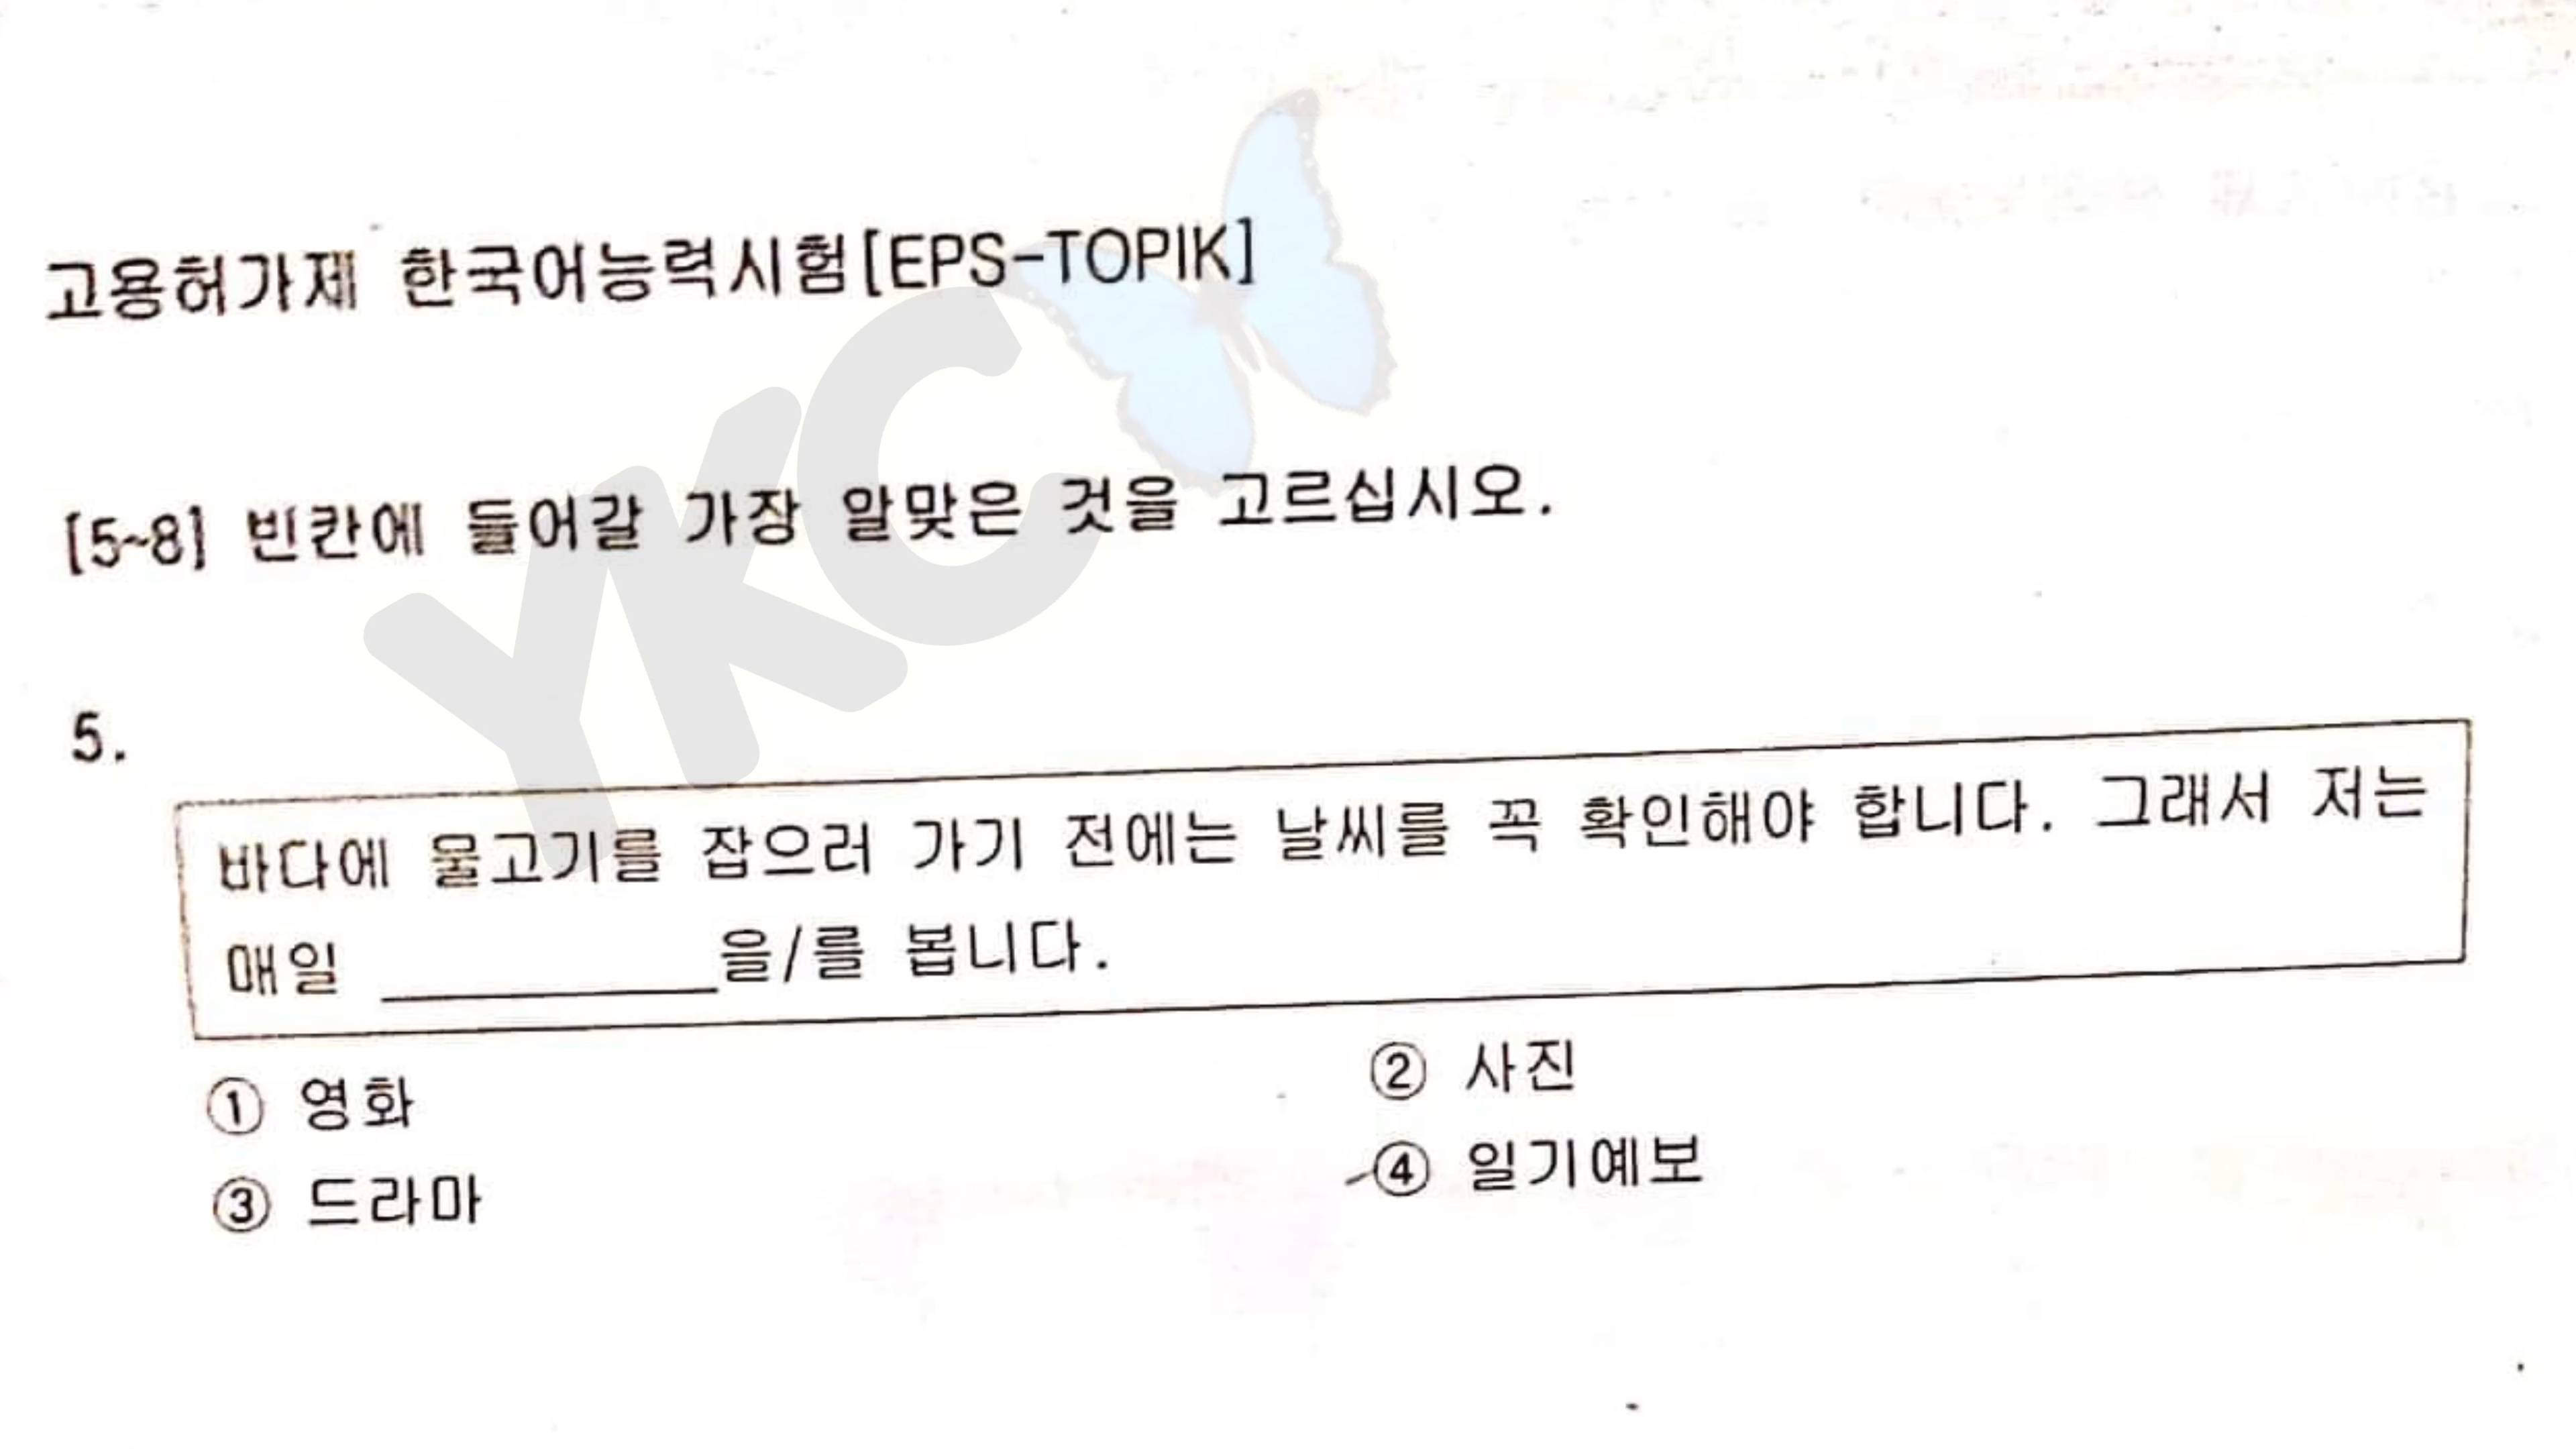 고용허가제 한국어능력시험[EPS-TOPIK]
[5~8] 빈칸에 들어갈 가장 알맞은 것을 고르십시오.
YKC
5.
바다에 물고기를 잡으러 가기 전에는 날씨를 꼭 확인해야 합니다. 그래서 저는
매일 __________을/를 봅니다.
① 영화
② 사진
③ 드라마
④ 일기예보